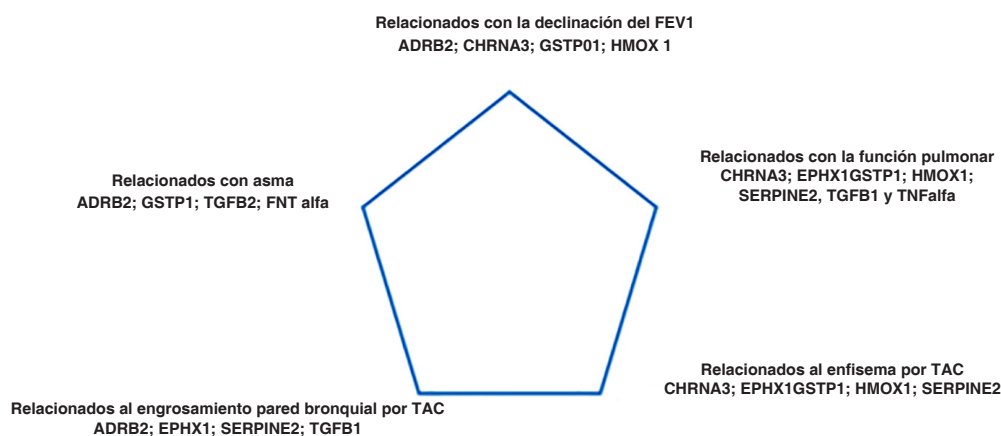 Relacionados con la declinación del FEV1
ADRB2; CHRNA3; GSTP01; HMOX 1
Relacionados con la función pulmonar
CHRNA3; EPHX1GSTP1; HMOX1;
SERPINE2, TGFB1 y TNFalfa
Relacionados con asma
ADRB2; GSTP1; TGFB2; FNT alfa
Relacionados al enfisema por TAC
CHRNA3; EPHX1GSTP1; HMOX1; SERPINE2
Relacionados al engrosamiento pared bronquial por TAC
ADRB2; EPHX1; SERPINE2; TGFB1